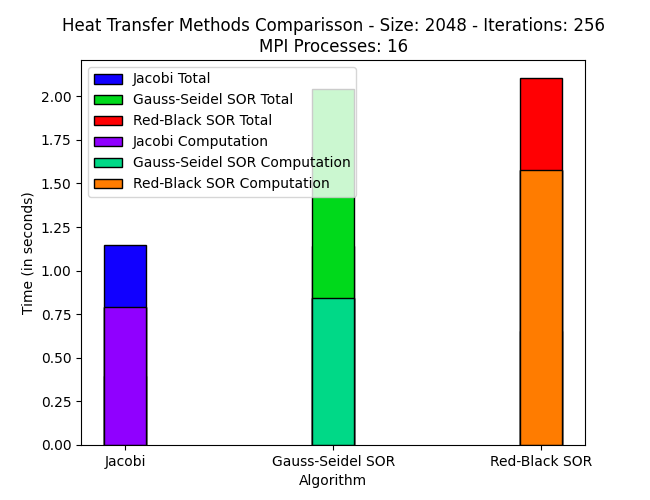 Heat Transfer Methods Comparisson - Size: 2048 - Iterations: 256
MPI Processes: 16
Jacobi Total
Gauss-Seidel SOR Total
Red-Black SOR Total
Jacobi Computation
Gauss-Seidel SOR Computation
Red-Black SOR Computation
Time (in seconds)
2.00
1.75
1.50
1.25
1.00
0.75
0.50
0.25
0.00
Jacobi
Gauss-Seidel SOR
Red-Black SOR
Algorithm